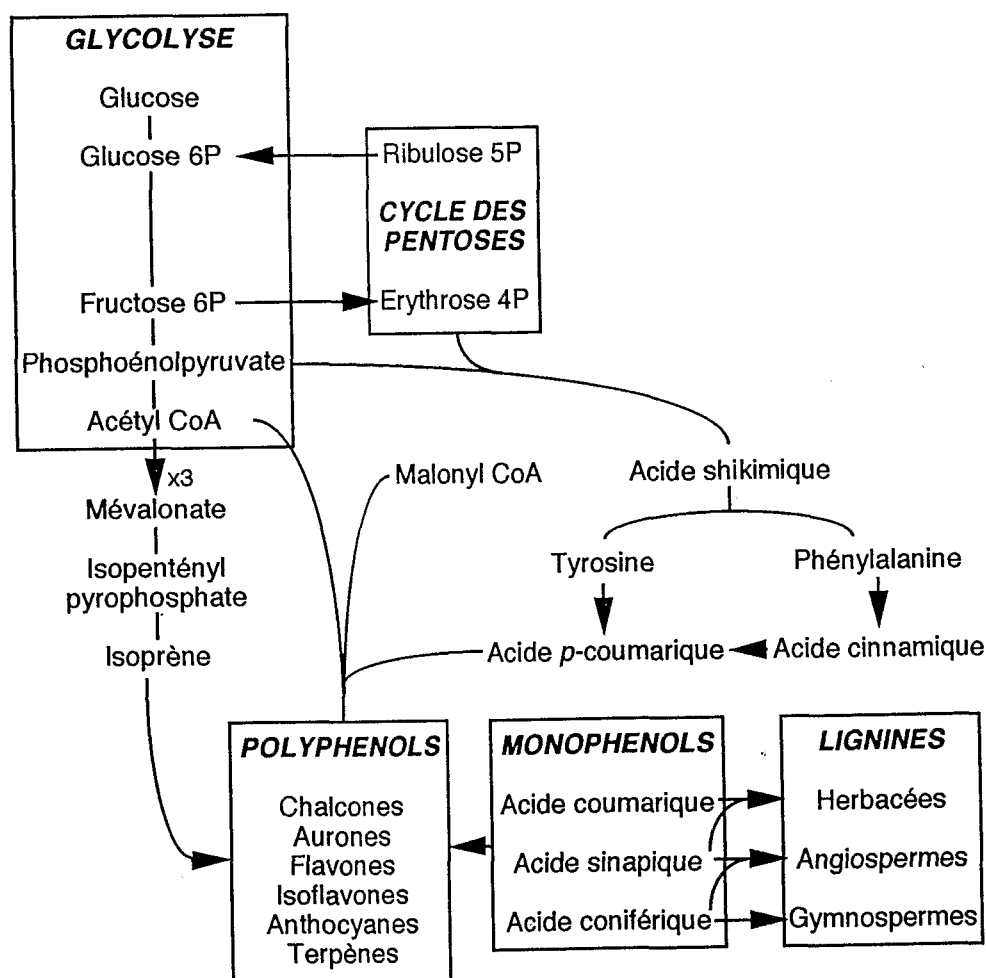 GLYCOLYSE
Glucose
Glucose 6P
Fructose 6P
Phosphoénolpyruvate
Acétyl CoA
Ribulose 5P
CYCLE DES
PENTOSES
Erythrose 4P
x3
Mévalonate
Isopentényl
pyrophosphate
Isoprène
Malonyl CoA
Acide shikimique
Tyrosine
Phénylalanine
Acide p-coumarique
Acide cinnamique
POLYPHENOLS
Chalcones
Aurones
Flavones
Isoflavones
Anthocyanes
Terpènes
MONOPHENOLS
Acide coumarique
Acide sinapique
Acide coniférique
LIGNINES
Herbacées
Angiospermes
Gymnospermes